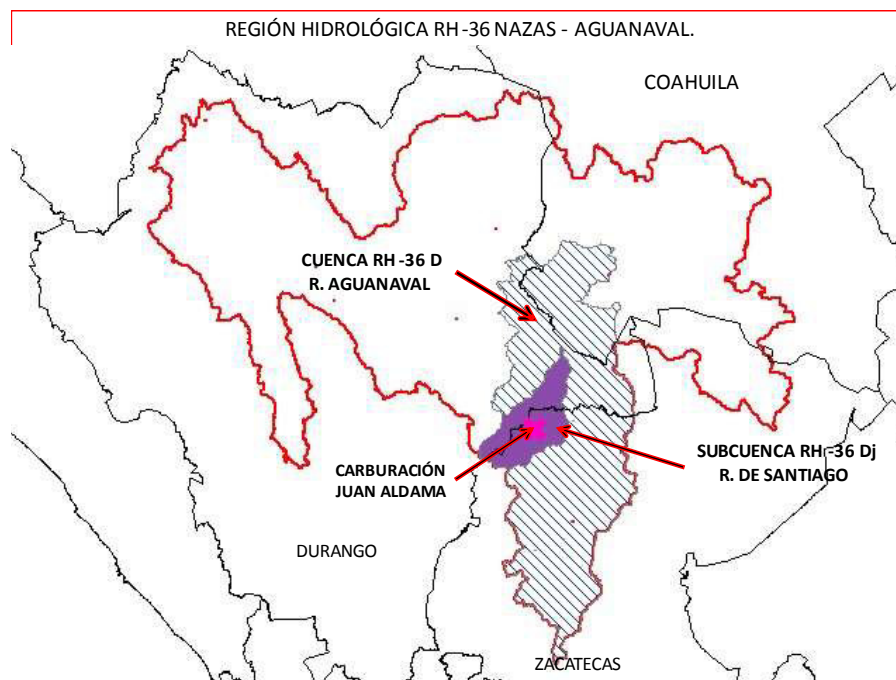 REGIÓN HIDROLÓGICA RH -36 NAZAS - AGUANAVAL.
COAHUILA
CUENCA RH -36 D
R. AGUANAVAL
CARBURACIÓN
JUAN ALDAMA
SUBCUENCA RH -36 Dj
R. DE SANTIAGO
DURANGO
ZACATECAS